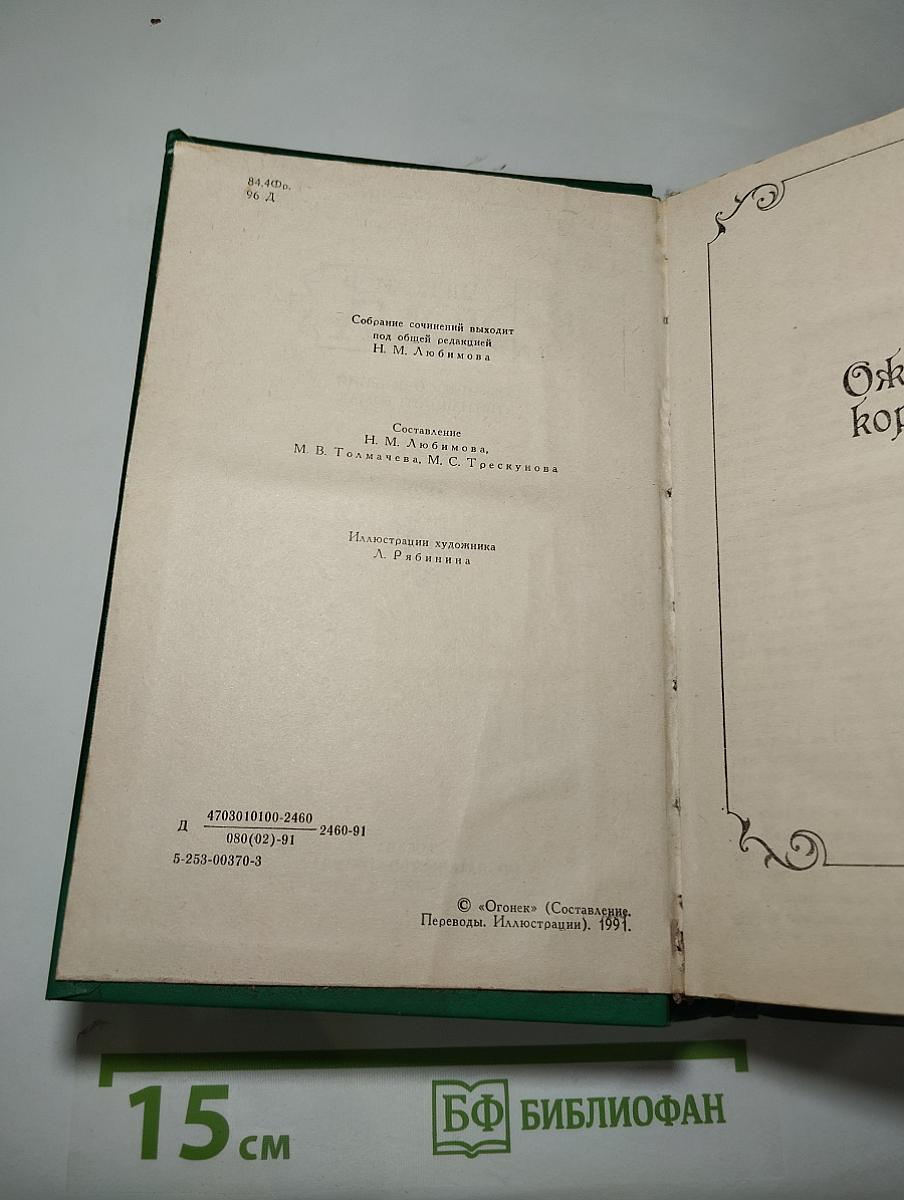 84.4Фр.
96 Д
Собрание сочинений выходит
под общей редакцией
Н. М. Любимова
Составление
Н. М. Любимова,
М. В. Толмачева, М. С. Трескунова
Иллюстрации художника
Л. Рябинина
Д 4703010100-2460
080(02)-91
2460-91
5-253-00370-3
© «Огонек» (Составление.
Переводы. Иллюстрации). 1991.
Ож
кор
15 см
БФ БИБЛИОФАН